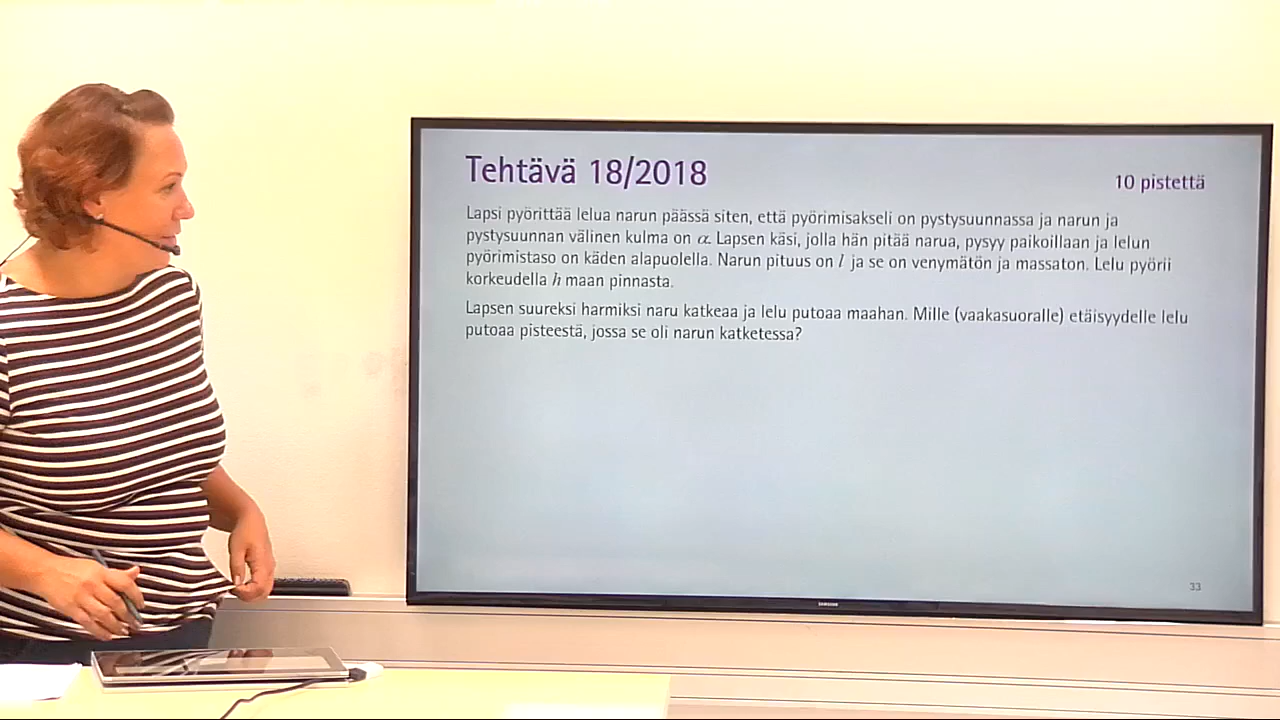 Tehtävä 18/2018
10 pistettä
Lapsi pyörittää lelua narun päässä siten, että pyörimisakseli on pystysuunnassa ja narun ja
pystysuunnan välinen kulma on α. Lapsen käsi, jolla hän pitää narua, pysyy paikoillaan ja lelun
pyörimistaso on käden alapuolella. Narun pituus on l ja se on venymätön ja massaton. Lelu pyörii
korkeudella h maan pinnasta.
Lapsen suureksi harmiksi naru katkeaa ja lelu putoaa maahan. Mille (vaakasuoralle) etäisyydelle lelu
putoaa pisteestä, jossa se oli narun katketessa?
33
SAMSUNG